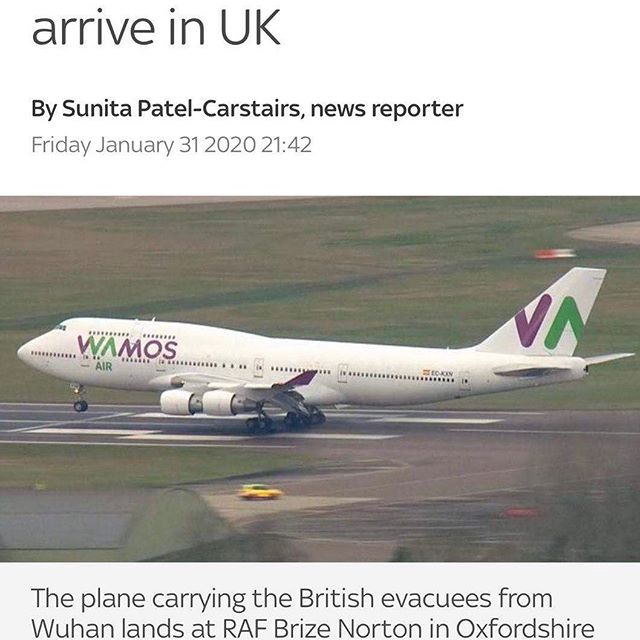 arrive in UK
By Sunita Patel-Carstairs, news reporter
Friday January 31 2020 21:42
WAMOS
AIR
VA
EC-KXN
The plane carrying the British evacuees from
Wuhan lands at RAF Brize Norton in Oxfordshire